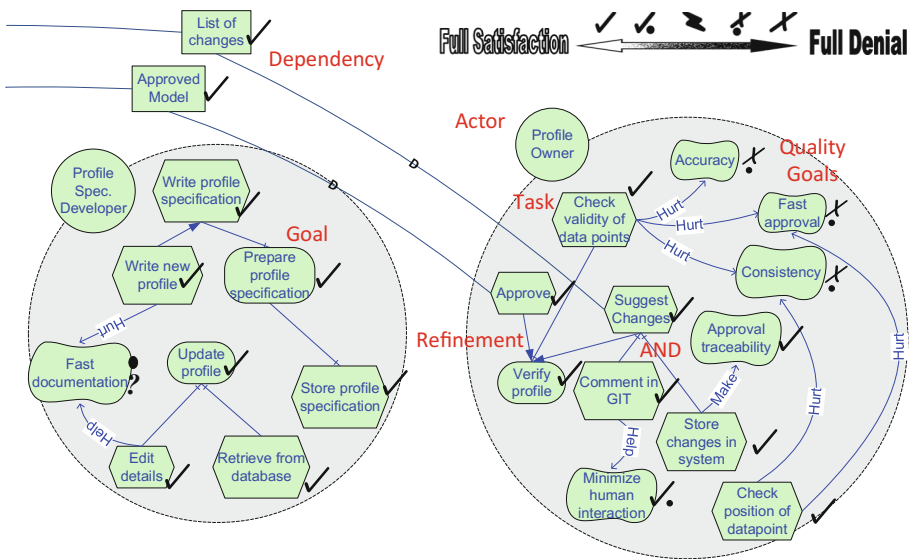 List of
changes
Dependency
Full Satisfaction
Full Denial
Approved
Model
Actor
Profile
Owner
Accuracy
Quality
Goals
Profile
Spec.
Developer
Write profile
specification
Task
Check
validity of
data points
Hurt
Hurt
Hurt
Fast
approval
Goal
Write new
profile
Prepare
profile
specification
Consistency
D
D
Approve
Suggest
Changes
Approval
traceability
Hurt
Refinement
AND
Hurt
Fast
documentation
?
Update
profile
Verify
profile
Comment in
GIT
Make
Hurt
Store profile
specification
Help
Help
Store
changes in
system
Edit
details
Retrieve from
database
Minimize
human
interaction
Check
position of
datapoint